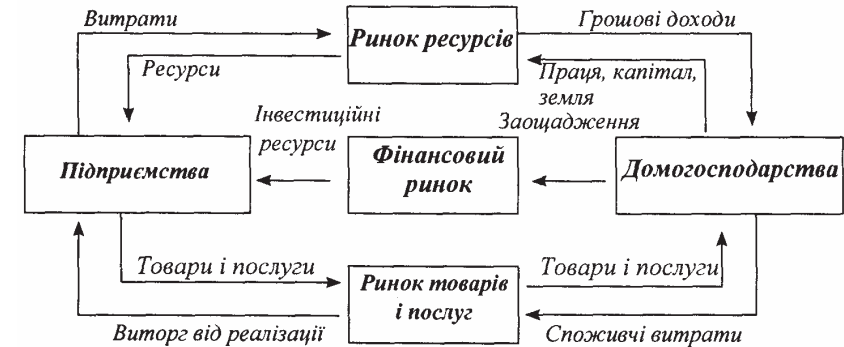 Витрати
Ринок ресурсів
Грошові доходи
Ресурси
Праця, капітал,
земля
Інвестиційні
ресурси
Заощадження
Підприємства
Фінансовий
ринок
Домогосподарства
Товари і послуги
Ринок товарів
і послуг
Товари і послуги
Виторг від реалізації
Споживчі витрати